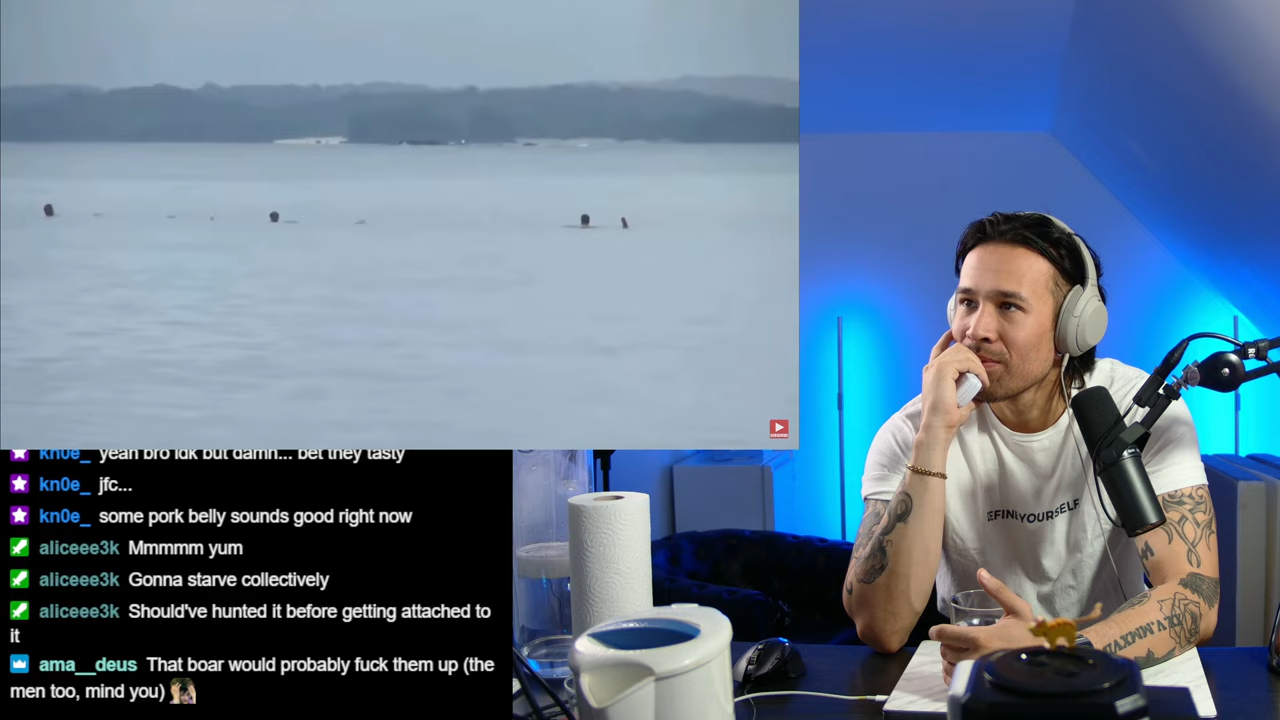 kn0e_ yeah bro idk but damn... bet they tasty
kn0e_ jfc...
kn0e_ some pork belly sounds good right now
aliceee3k Mmmmm yum
aliceee3k Gonna starve collectively
aliceee3k Should've hunted it before getting attached to
it
ama__deus That boar would probably fuck them up (the
men too, mind you)
DEFINE YOURSELF